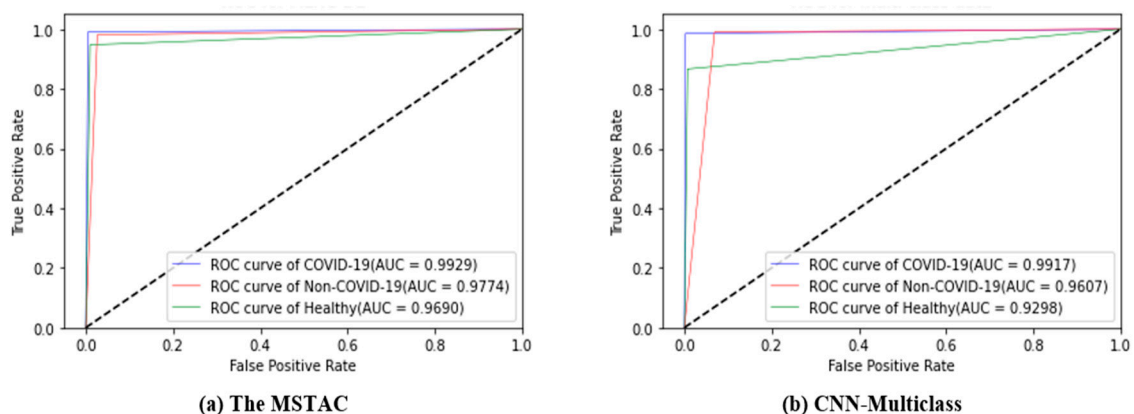 1.0
0.8
0.6
0.4
0.2
0.0
True Positive Rate
ROC curve of COVID-19(AUC = 0.9929)
ROC curve of Non-COVID-19(AUC = 0.9774)
ROC curve of Healthy(AUC = 0.9690)
0.0 0.2 0.4 0.6 0.8 1.0
False Positive Rate
(a) The MSTAC
1.0
0.8
0.6
0.4
0.2
0.0
True Positive Rate
ROC curve of COVID-19(AUC = 0.9917)
ROC curve of Non-COVID-19(AUC = 0.9607)
ROC curve of Healthy(AUC = 0.9298)
0.0 0.2 0.4 0.6 0.8 1.0
False Positive Rate
(b) CNN-Multiclass